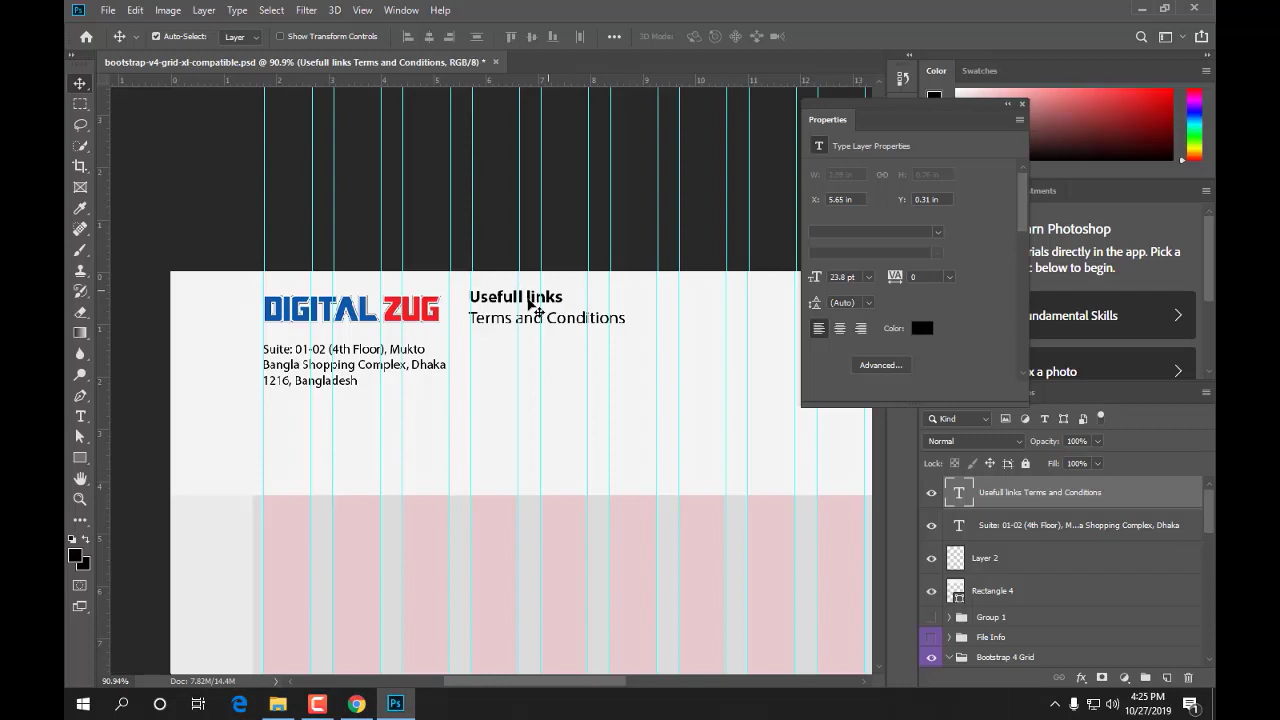 File Edit Image Layer Type Select Filter 3D View Window Help
Auto-Select: Layer Show Transform Controls 3D Mode:
bootstrap-v4-grid-xl-compatible.psd @ 90.9% (Usefull links Terms and Conditions, RGB/8) *
Color Swatches
Properties
Type Layer Properties
W: 2.99 in H: 0.76 in
X: 5.65 in Y: 0.31 in
23.8 pt 0
(Auto)
Color:
Advanced...
DIGITAL ZUG
Suite: 01-02 (4th Floor), Mukto
Bangla Shopping Complex, Dhaka
1216, Bangladesh
Usefull links
Terms and Conditions
Photoshop
directly in the app. Pick a
below to begin.
Skills
a photo
Kind
Normal Opacity: 100%
Lock: Fill: 100%
Usefull links Terms and Conditions
Suite: 01-02 (4th Floor), M...a Shopping Complex, Dhaka
Layer 2
Rectangle 4
Group 1
File Info
Bootstrap 4 Grid
90.94% Doc: 7.82M/14.4M
4:25 PM
10/27/2019